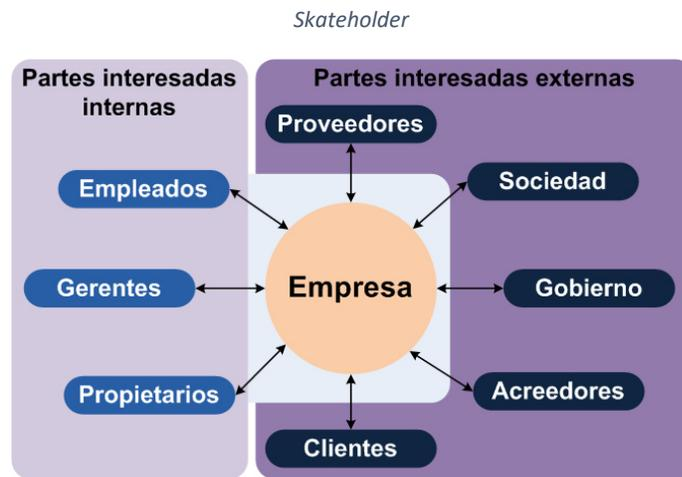 Skateholder
Partes interesadas
internas
Partes interesadas externas
Proveedores
Empleados
Sociedad
Gerentes
Empresa
Gobierno
Propietarios
Acreedores
Clientes